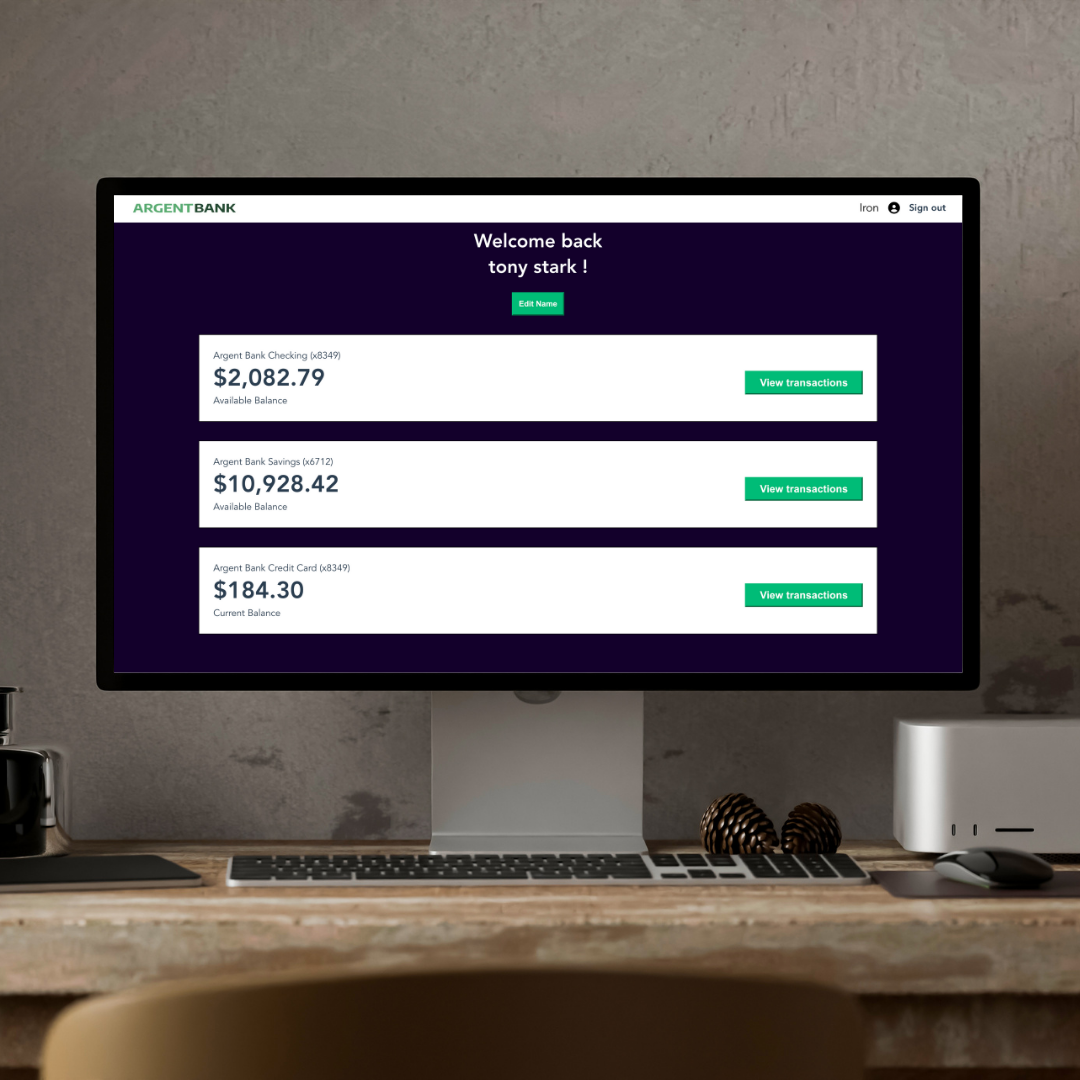 ARGENTBANK
Iron Sign out
Welcome back
tony stark !
Edit Name
Argent Bank Checking (x8349)
$2,082.79
Available Balance
View transactions
Argent Bank Savings (x6712)
$10,928.42
Available Balance
View transactions
Argent Bank Credit Card (x8349)
$184.30
Current Balance
View transactions